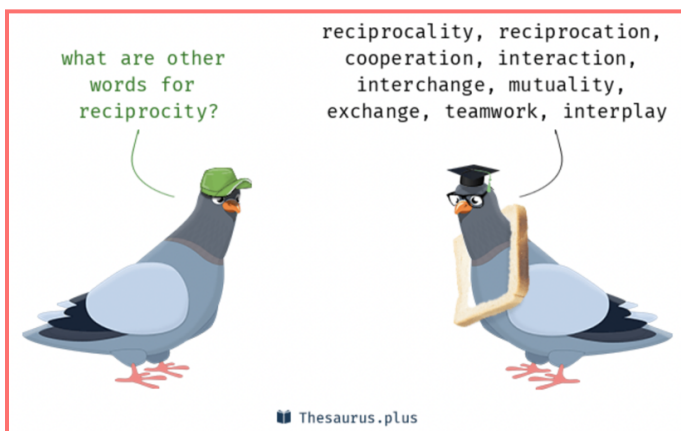 what are other
words for
reciprocity?
reciprocality, reciprocation,
cooperation, interaction,
interchange, mutuality,
exchange, teamwork, interplay
Thesaurus.plus